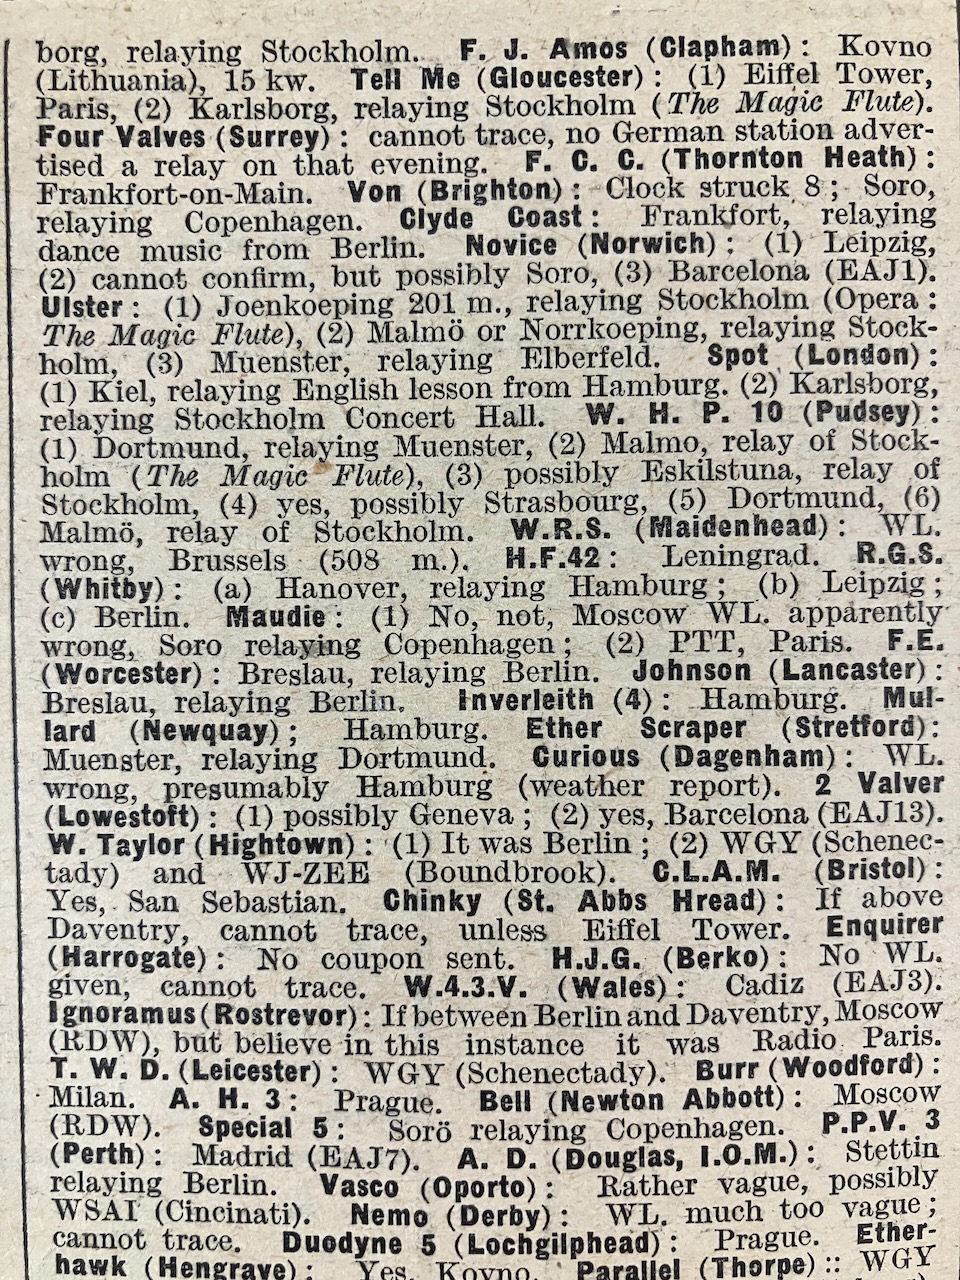 borg, relaying Stockholm. F. J. Amos (Clapham): Kovno
(Lithuania), 15 kw. Tell Me (Gloucester): (1) Eiffel Tower,
Paris, (2) Karlsborg, relaying Stockholm (The Magic Flute).
Four Valves (Surrey): cannot trace, no German station adver-
tised a relay on that evening. F. C. C. (Thornton Heath):
Frankfort-on-Main. Von (Brighton): Clock struck 8; Soro,
relaying Copenhagen. Clyde Coast: Frankfort, relaying
dance music from Berlin. Novice (Norwich): (1) Leipzig,
(2) cannot confirm, but possibly Soro, (3) Barcelona (EAJ1).
Ulster: (1) Joenkoeping 201 m., relaying Stockholm (Opera:
The Magic Flute), (2) Malmö or Norrkoeping, relaying Stock-
holm, (3) Muenster, relaying Elberfeld. Spot (London):
(1) Kiel, relaying English lesson from Hamburg. (2) Karlsborg,
relaying Stockholm Concert Hall. W. H. P. 10 (Pudsey):
(1) Dortmund, relaying Muenster, (2) Malmo, relay of Stock-
holm (The Magic Flute), (3) possibly Eskilstuna, relay of
Stockholm, (4) yes, possibly Strasbourg, (5) Dortmund, (6)
Malmö, relay of Stockholm. W.R.S. (Maidenhead): WL.
wrong, Brussels (508 m.). H.F.42: Leningrad. R.G.S.
(Whitby): (a) Hanover, relaying Hamburg; (b) Leipzig;
(c) Berlin. Maudie: (1) No, not, Moscow WL. apparently
wrong, Soro relaying Copenhagen; (2) PTT, Paris. F.E.
(Worcester): Breslau, relaying Berlin. Johnson (Lancaster):
Breslau, relaying Berlin. Inverleith (4): Hamburg. Mul-
lard (Newquay); Hamburg. Ether Scraper (Stretford):
Muenster, relaying Dortmund. Curious (Dagenham): WL.
wrong, presumably Hamburg (weather report). 2 Valver
(Lowestoft): (1) possibly Geneva; (2) yes, Barcelona (EAJ13).
W. Taylor (Hightown): (1) It was Berlin; (2) WGY (Schenec-
tady) and WJ-ZEE (Boundbrook). C.L.A.M. (Bristol):
Yes, San Sebastian. Chinky (St. Abbs Hread): If above
Daventry, cannot trace, unless Eiffel Tower. Enquirer
(Harrogate): No coupon sent. H.J.G. (Berko): No WL.
given, cannot trace. W.4.3.V. (Wales): Cadiz (EAJ3).
Ignoramus (Rostrevor): If between Berlin and Daventry, Moscow
(RDW), but believe in this instance it was Radio Paris.
T. W. D. (Leicester): WGY (Schenectady). Burr (Woodford):
Milan. A. H. 3: Prague. Bell (Newton Abbott): Moscow
(RDW). Special 5: Sorö relaying Copenhagen. P.P.V. 3
(Perth): Madrid (EAJ7). A. D. (Douglas, I.O.M.): Stettin
relaying Berlin. Vasco (Oporto): Rather vague, possibly
WSAI (Cincinati). Nemo (Derby): WL. much too vague;
cannot trace. Duodyne 5 (Lochgilphead): Prague. Ether-
hawk (Hengrave): Yes, Kovno. Parallel (Thorpe):: WGY